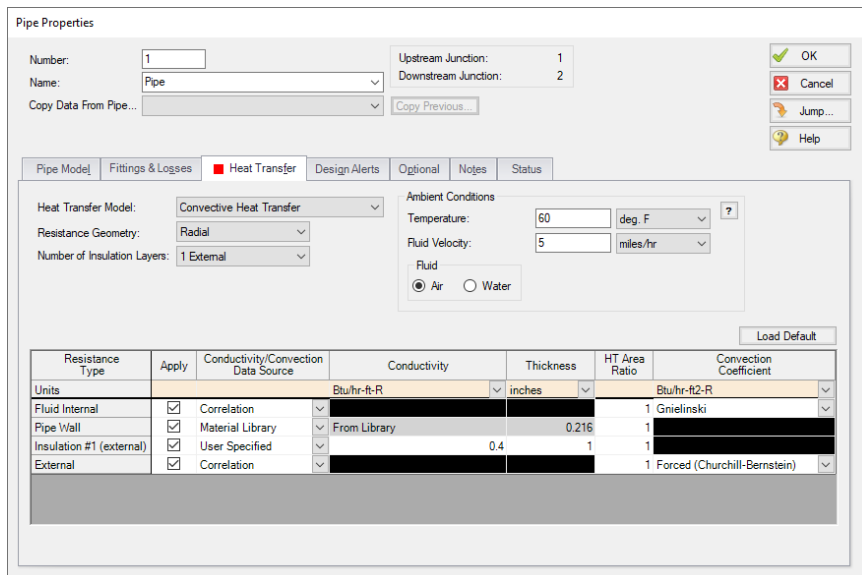 Pipe Properties
Number: 1
Upstream Junction: 1
OK
Name: Pipe
Downstream Junction: 2
Cancel
Copy Data From Pipe... Copy Previous...
Jump...
Help
Pipe Model Fittings & Losses Heat Transfer Design Alerts Optional Notes Status
Heat Transfer Model: Convective Heat Transfer
Resistance Geometry: Radial
Number of Insulation Layers: 1 External
Ambient Conditions
Temperature: 60 deg. F ?
Fluid Velocity: 5 miles/hr
Fluid
Air Water
Load Default
Resistance Type Apply Conductivity/Convection Data Source Conductivity Thickness HT Area Ratio Convection Coefficient
Units Btu/hr-ft-R inches Btu/hr-ft2-R
Fluid Internal Correlation 1 Gnielinski
Pipe Wall Material Library From Library 0.216 1
Insulation #1 (external) User Specified 0.4 1 1
External Correlation 1 Forced (Churchill-Bernstein)